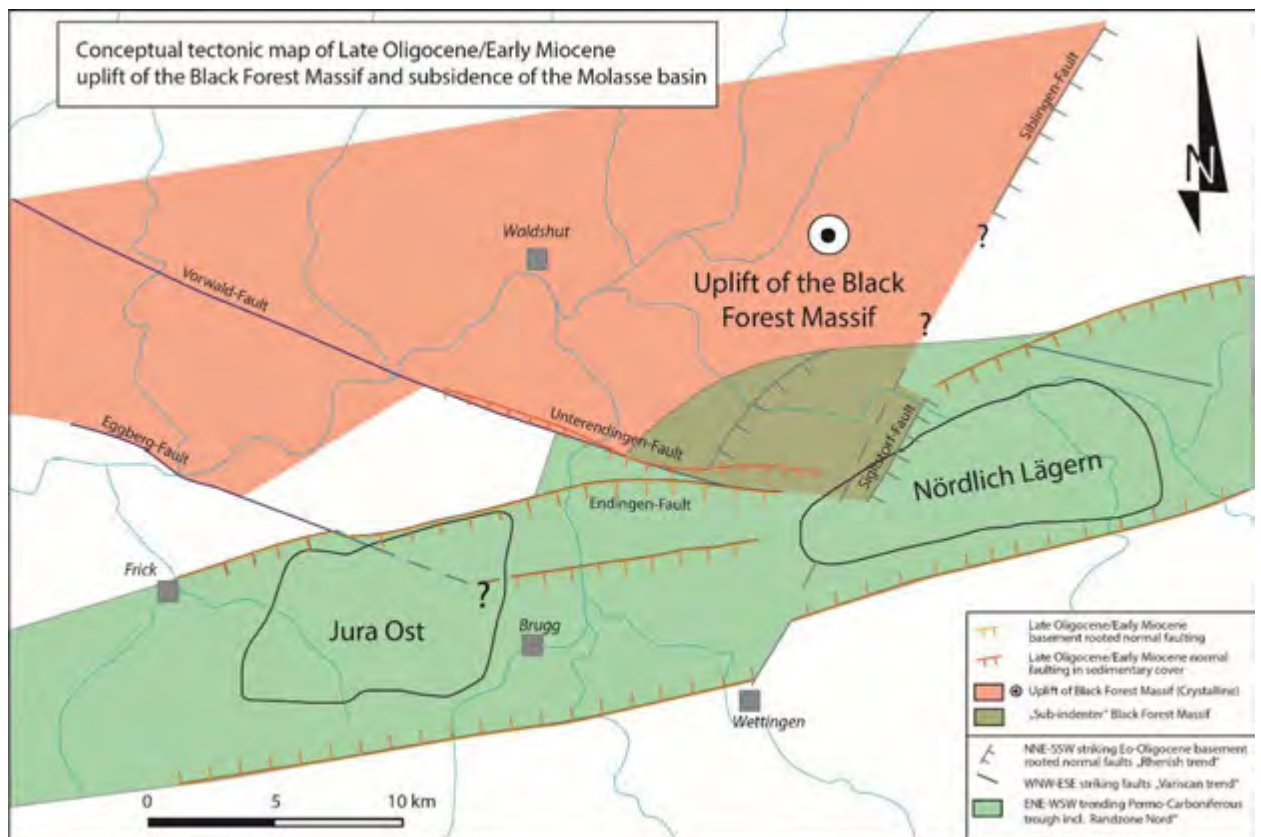 Conceptual tectonic map of Late Oligocene/Early Miocene
uplift of the Black Forest Massif and subsidence of the Molasse basin
Siblingen-Fault
N
Waldshut
?
Vorwald-Fault
Uplift of the Black
Forest Massif
?
Eggberg-Fault
Unterendingen-Fault
Siglistorf-Fault
Nördlich Lägern
Endingen-Fault
Frick
?
Jura Ost
Brugg
Wettingen
0 5 10 km
Late Oligocene/Early Miocene
basement rooted normal faulting
Late Oligocene/Early Miocene normal
faulting in sedimentary cover
Uplift of Black Forest Massif (Crystalline)
„Sub-indenter" Black Forest Massif
NNE-SSW striking Eo-Oligocene basement
rooted normal faults „Rhenish trend"
WNW-ESE striking faults „Variscan trend"
ENE-WSW trending Permo-Carboniferous
trough incl. „Randzone Nord"